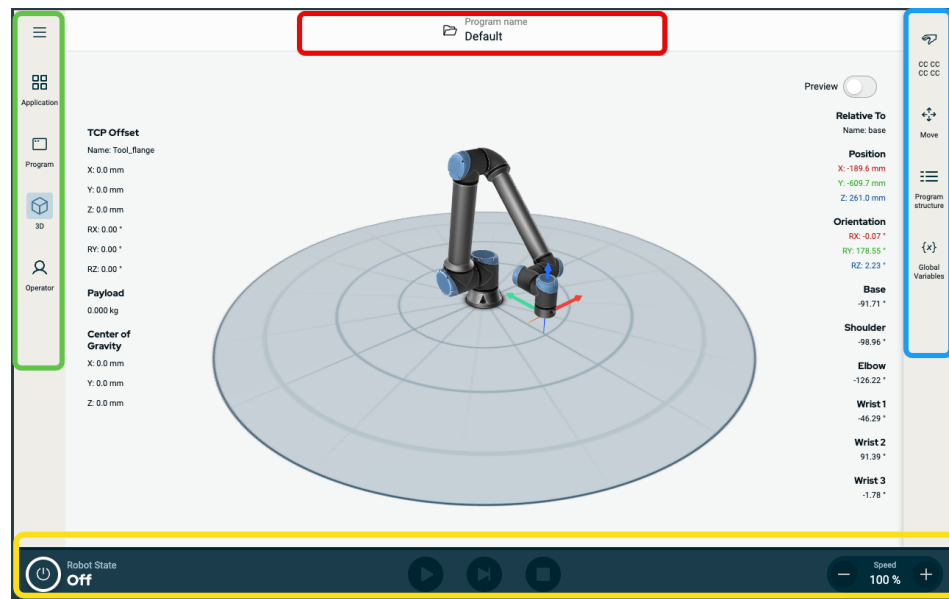 Program name
Default
Application
Program
3D
Operator
TCP Offset
Name: Tool_flange
X: 0.0 mm
Y: 0.0 mm
Z: 0.0 mm
RX: 0.00 °
RY: 0.00 °
RZ: 0.00 °
Payload
0.000 kg
Center of
Gravity
X: 0.0 mm
Y: 0.0 mm
Z: 0.0 mm
Preview
Relative To
Name: base
Position
X: -189.6 mm
Y: -609.7 mm
Z: 261.0 mm
Orientation
RX: -0.07 °
RY: 178.55 °
RZ: 2.23 °
Base
-91.71 °
Shoulder
-98.96 °
Elbow
-126.22 °
Wrist 1
-46.29 °
Wrist 2
91.39 °
Wrist 3
-1.78 °
CC CC
CC CC
Move
Program
structure
{x}
Global
Variables
Robot State
Off
Speed
100 %